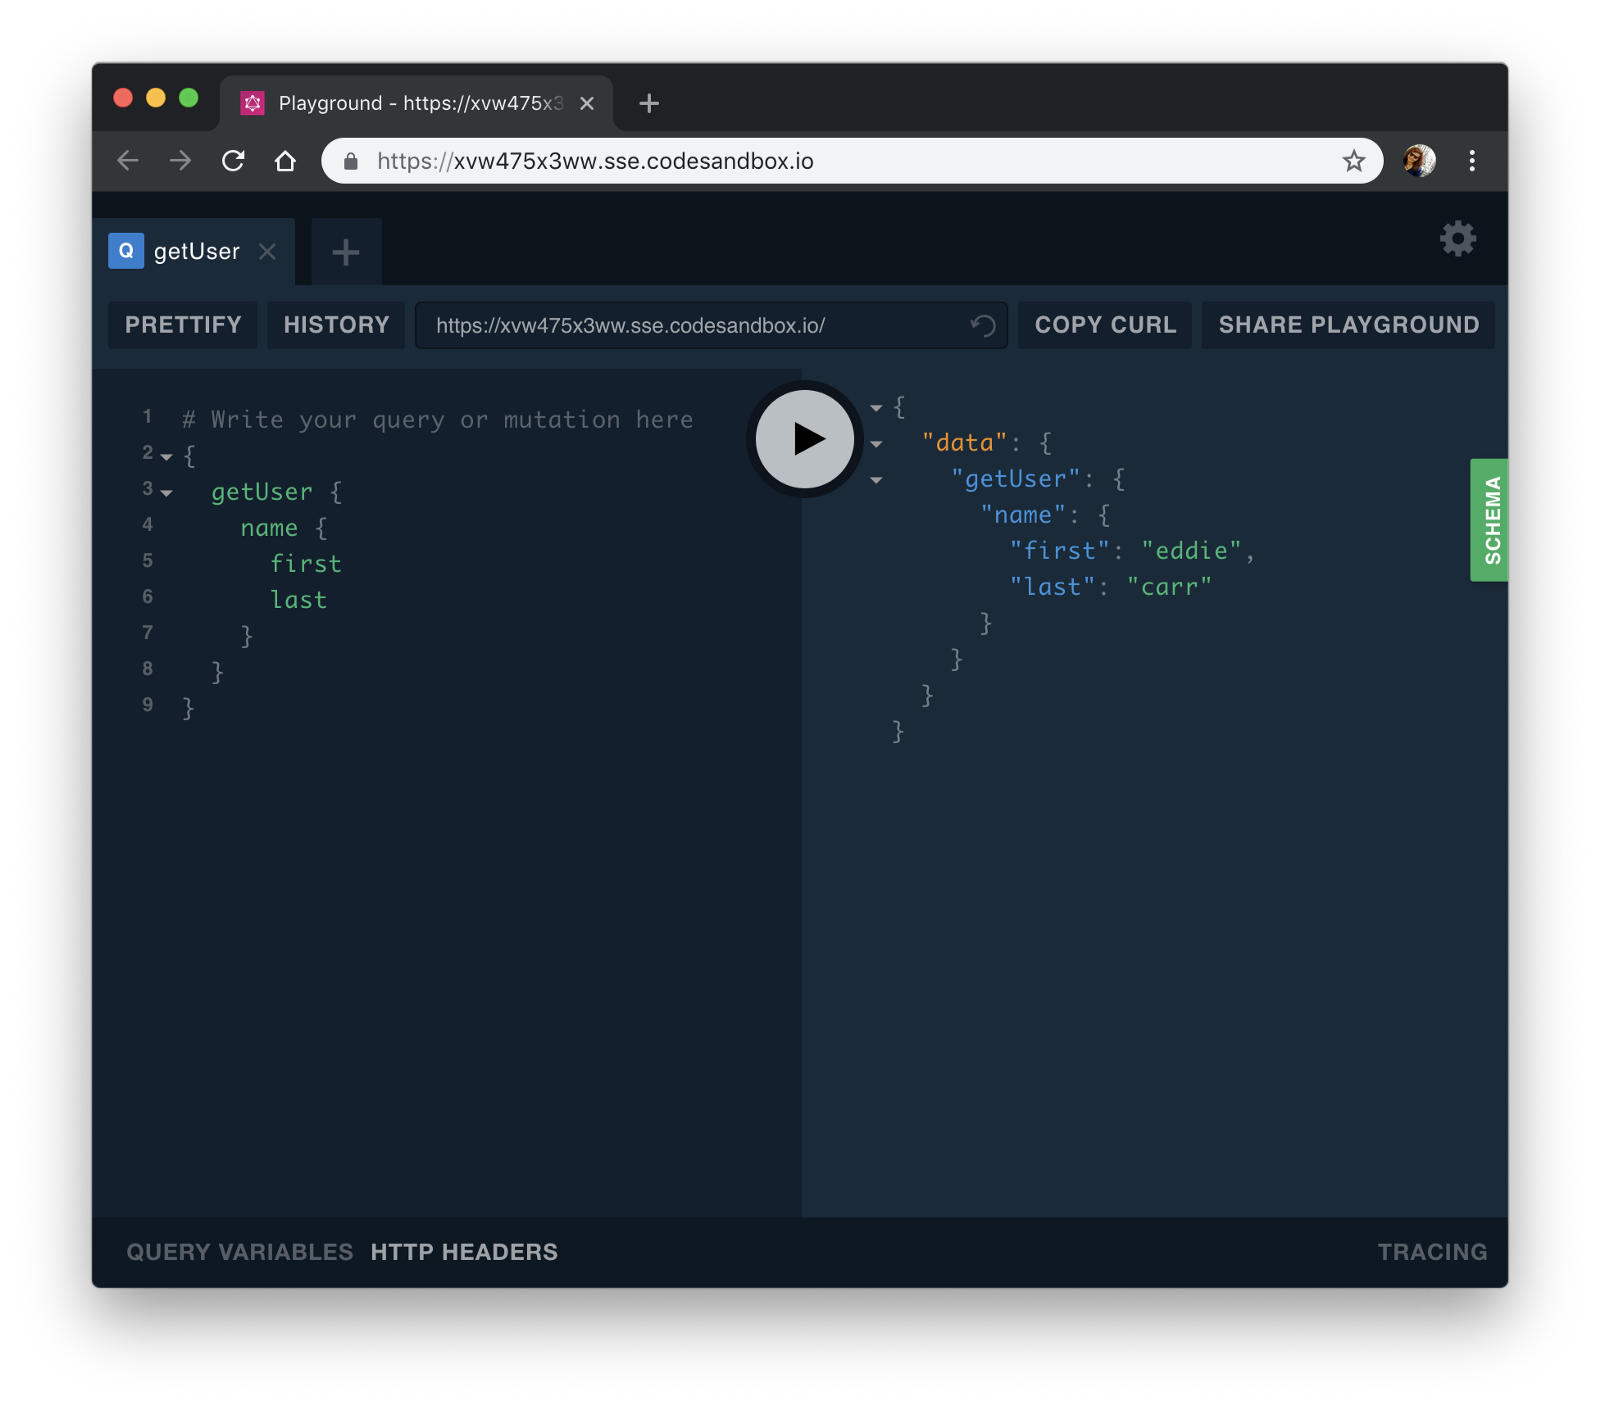 Playground - https://xvw475x3
https://xvw475x3ww.sse.codesandbox.io
Q getUser
PRETTIFY HISTORY https://xvw475x3ww.sse.codesandbox.io/ COPY CURL SHARE PLAYGROUND
1 # Write your query or mutation here
2 {
3 getUser {
4 name {
5 first
6 last
7 }
8 }
9 }
{
"data": {
"getUser": {
"name": {
"first": "eddie",
"last": "carr"
}
}
}
}
SCHEMA
QUERY VARIABLES HTTP HEADERS TRACING